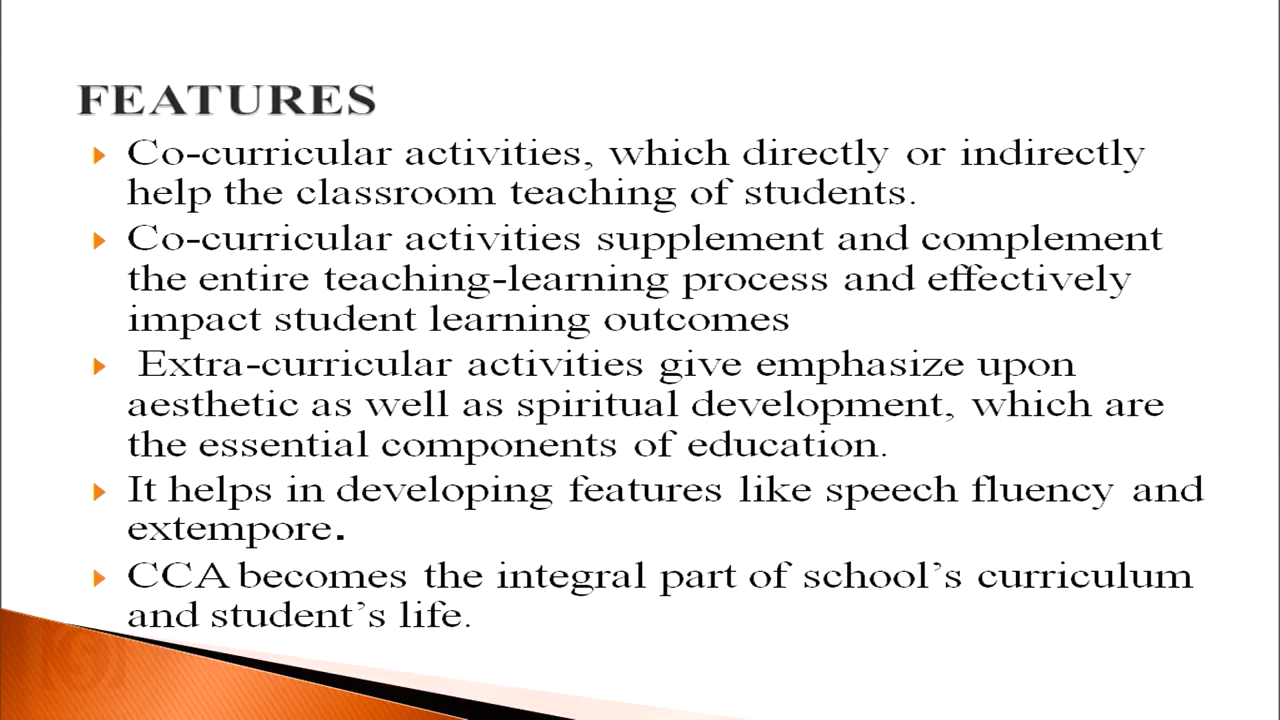 FEATURES
Co-curricular activities, which directly or indirectly
help the classroom teaching of students.
Co-curricular activities supplement and complement
the entire teaching-learning process and effectively
impact student learning outcomes
Extra-curricular activities give emphasize upon
aesthetic as well as spiritual development, which are
the essential components of education.
It helps in developing features like speech fluency and
extempore.
CCA becomes the integral part of school’s curriculum
and student’s life.